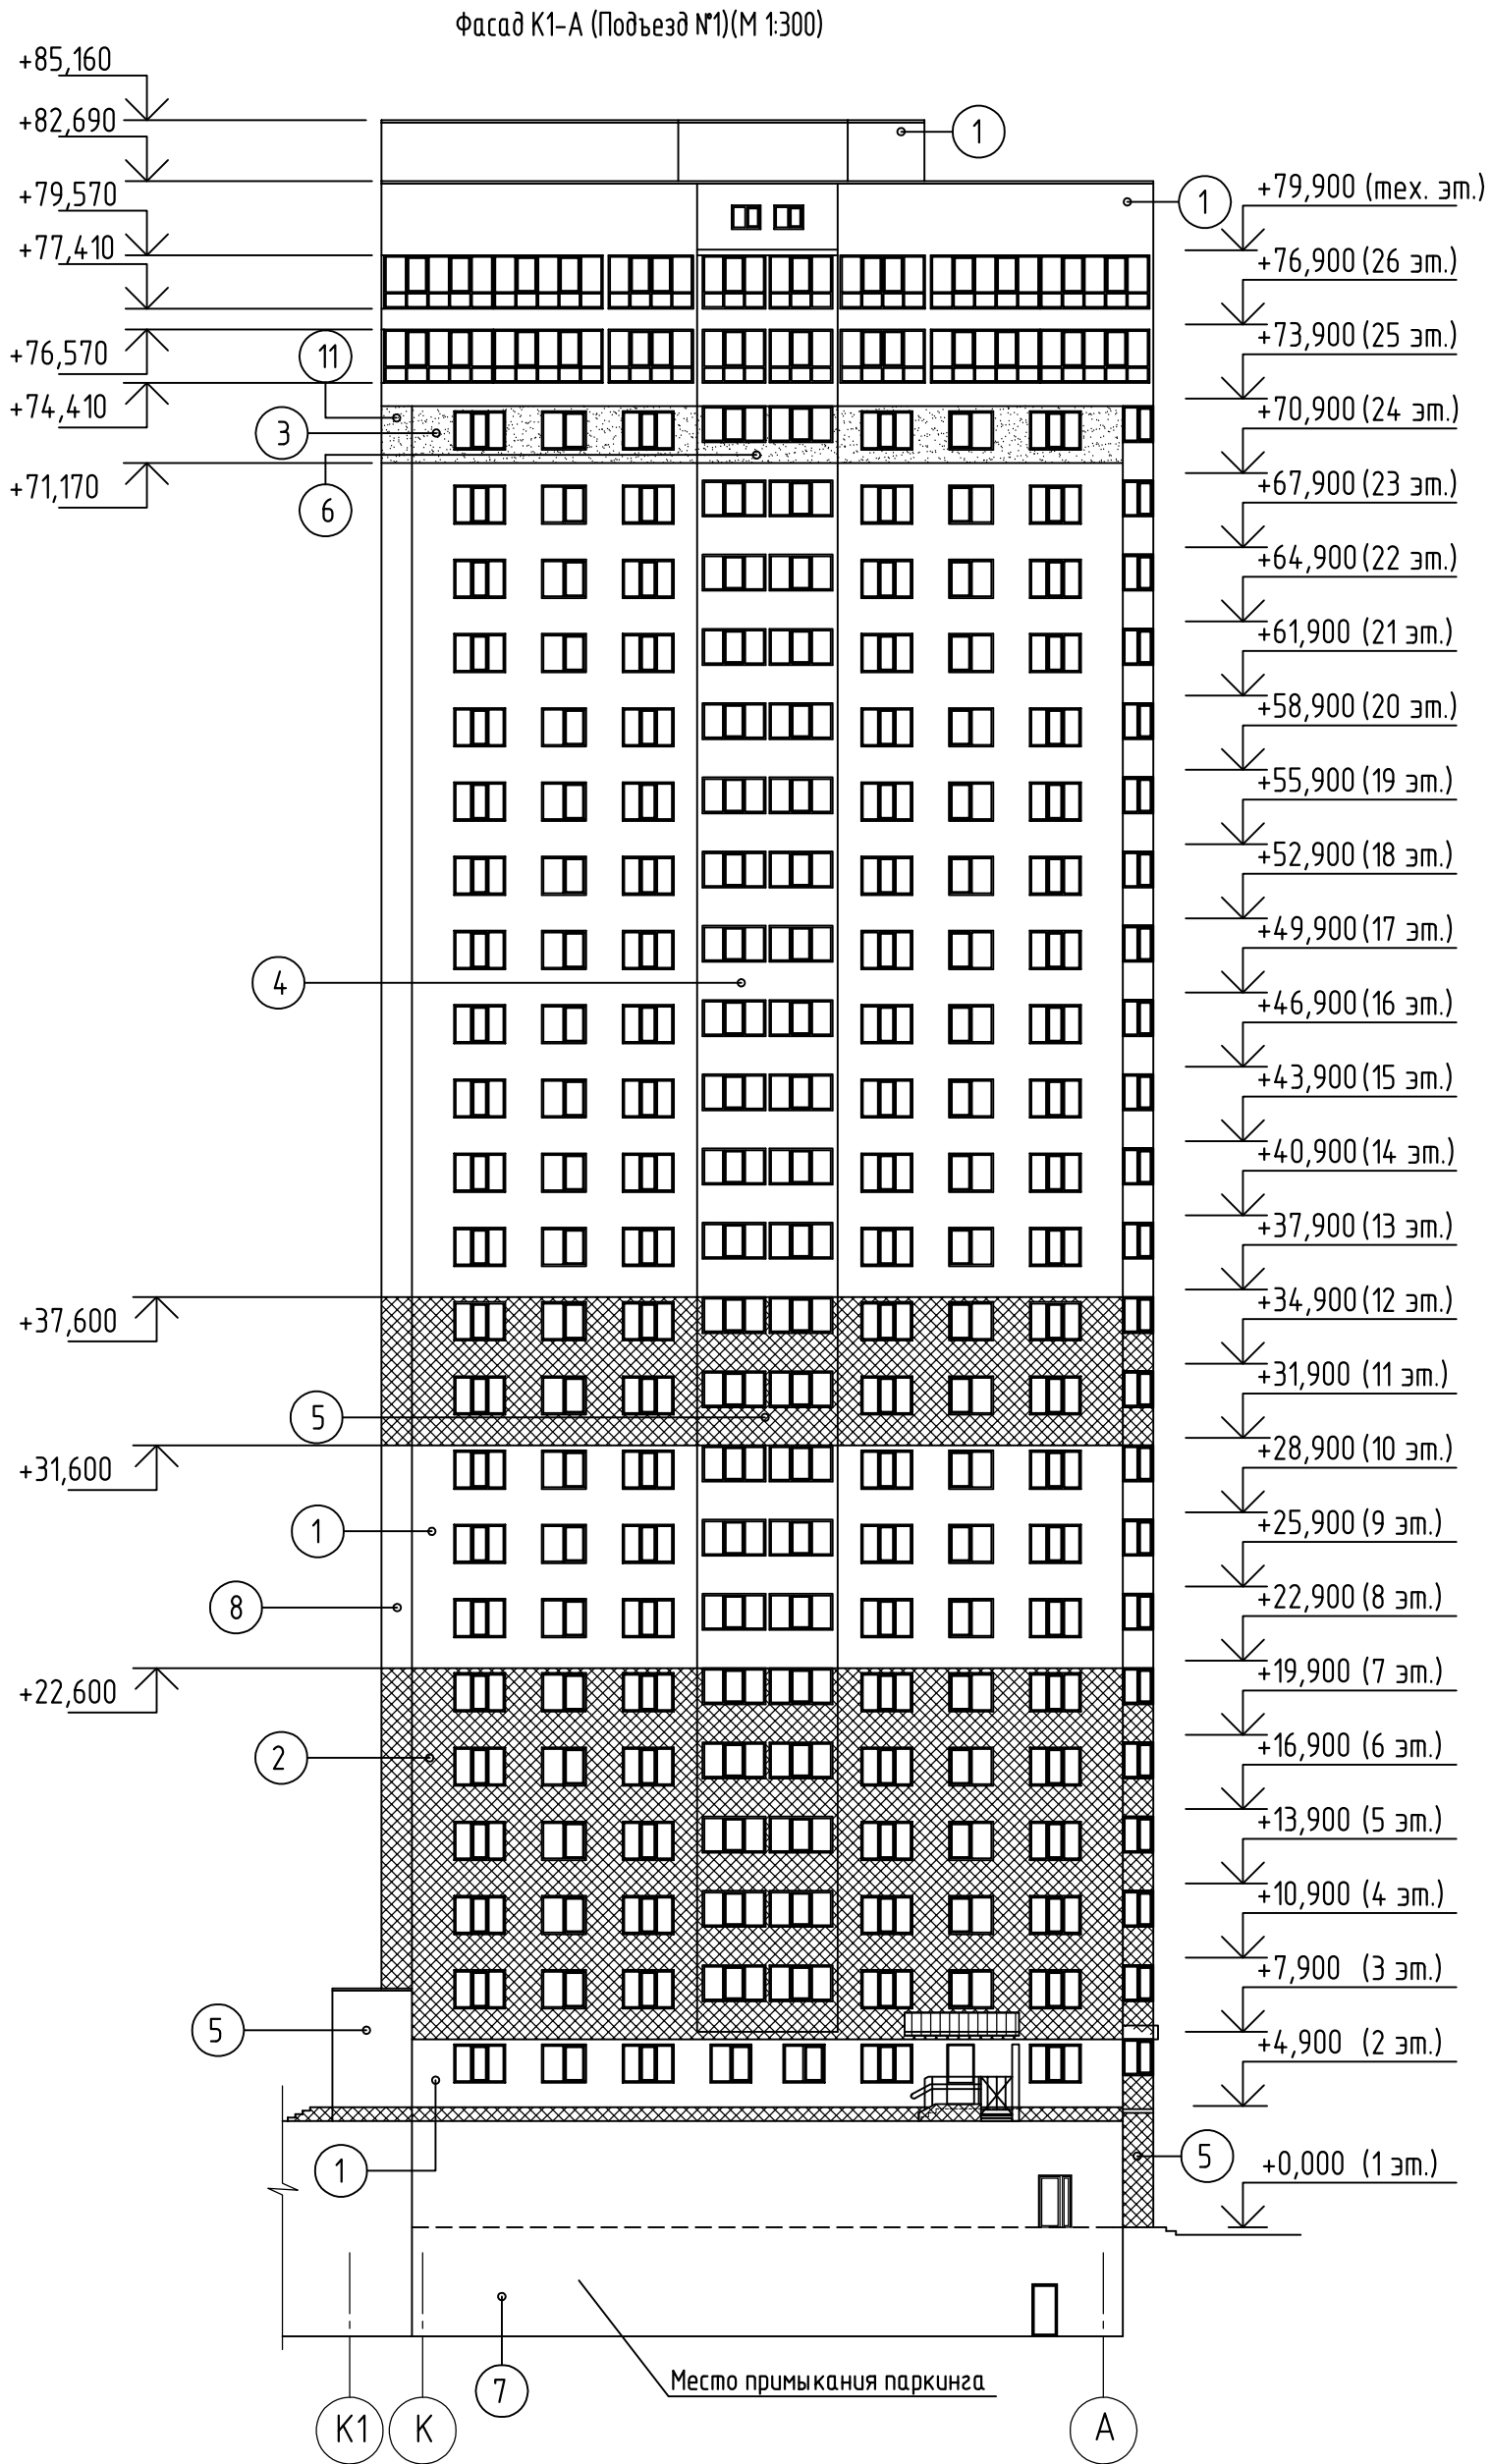 Фасад К1-А (Подъезд №1)(М 1:300)
+85,160
+82,690
+79,570
+77,410
+76,570
+74,410
+71,170
+37,600
+31,600
+22,600
1
1
11
3
6
4
5
1
8
2
5
1
5
7
+79,900 (тех. эт.)
+76,900 (26 эт.)
+73,900 (25 эт.)
+70,900 (24 эт.)
+67,900 (23 эт.)
+64,900 (22 эт.)
+61,900 (21 эт.)
+58,900 (20 эт.)
+55,900 (19 эт.)
+52,900 (18 эт.)
+49,900 (17 эт.)
+46,900 (16 эт.)
+43,900 (15 эт.)
+40,900 (14 эт.)
+37,900 (13 эт.)
+34,900 (12 эт.)
+31,900 (11 эт.)
+28,900 (10 эт.)
+25,900 (9 эт.)
+22,900 (8 эт.)
+19,900 (7 эт.)
+16,900 (6 эт.)
+13,900 (5 эт.)
+10,900 (4 эт.)
+7,900 (3 эт.)
+4,900 (2 эт.)
+0,000 (1 эт.)
Место примыкания паркинга
К1
К
А